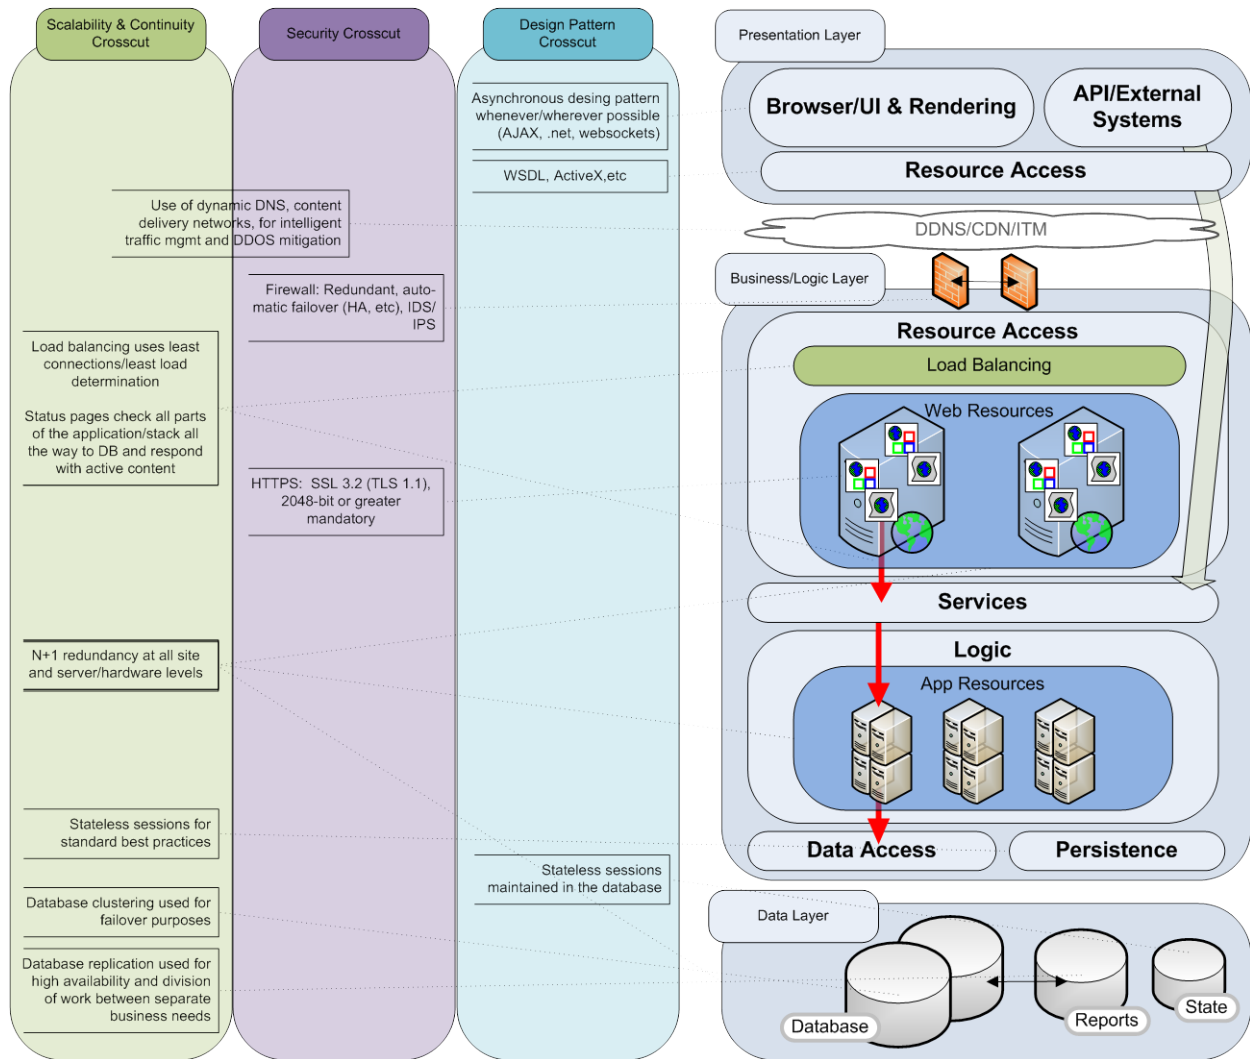 Scalability & Continuity
Crosscut
Security Crosscut
Design Pattern
Crosscut
Presentation Layer
Asynchronous desing pattern
whenever/wherever possible
(AJAX, .net, websockets)
Browser/UI & Rendering
API/External
Systems
WSDL, ActiveX,etc
Resource Access
Use of dynamic DNS, content
delivery networks, for intelligent
traffic mgmt and DDOS mitigation
DDNS/CDN/ITM
Business/Logic Layer
Firewall: Redundant, auto-
matic failover (HA, etc), IDS/
IPS
Resource Access
Load balancing uses least
connections/least load
determination
Load Balancing
Status pages check all parts
of the application/stack all
the way to DB and respond
with active content
Web Resources
HTTPS: SSL 3.2 (TLS 1.1),
2048-bit or greater
mandatory
Services
N+1 redundancy at all site
and server/hardware levels
Logic
App Resources
Stateless sessions for
standard best practices
Data Access
Persistence
Stateless sessions
maintained in the database
Database clustering used for
failover purposes
Data Layer
Database replication used for
high availability and division
of work between separate
business needs
Database
Reports
State